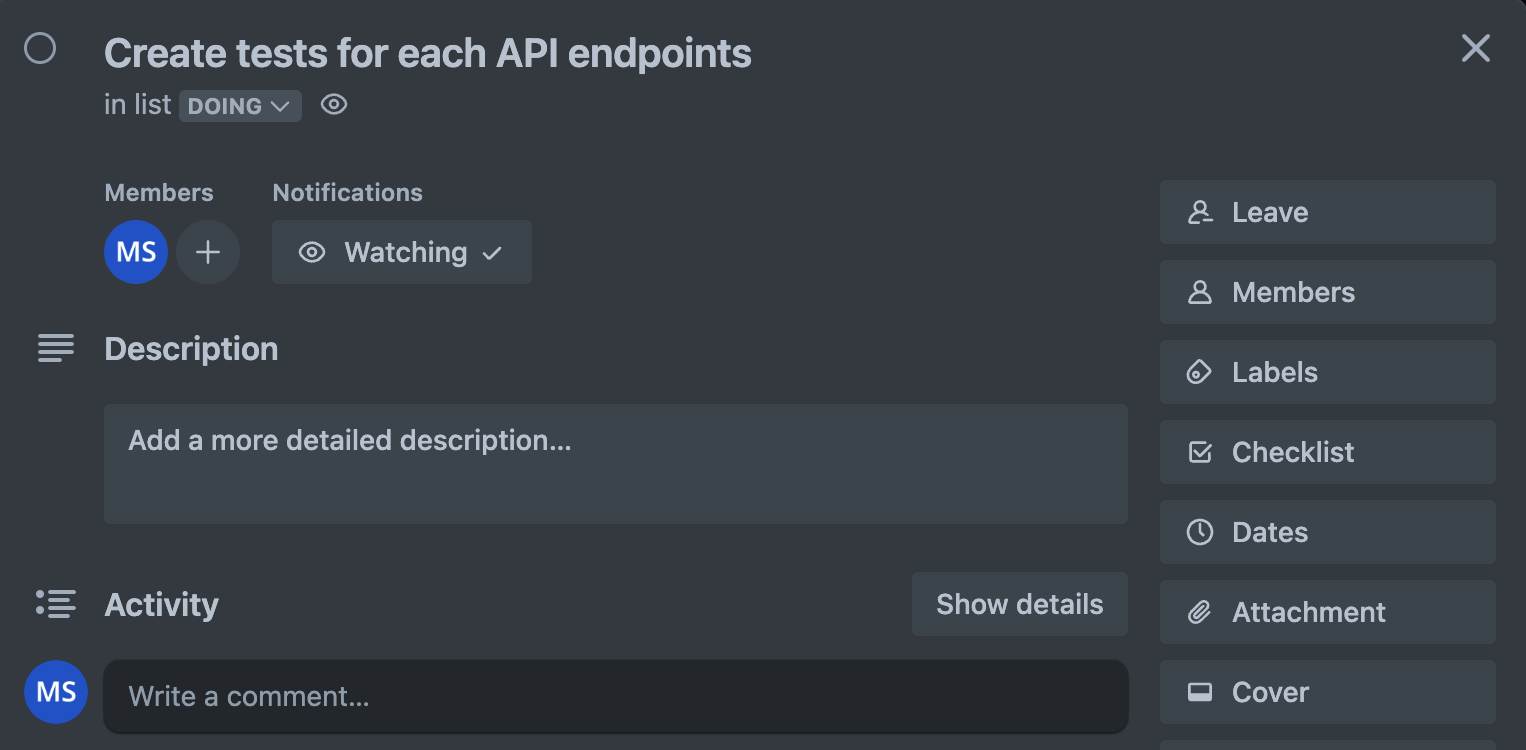 Create tests for each API endpoints
in list DOING
Members Notifications
MS Watching
Description
Add a more detailed description...
Activity Show details
MS Write a comment...
Leave
Members
Labels
Checklist
Dates
Attachment
Cover